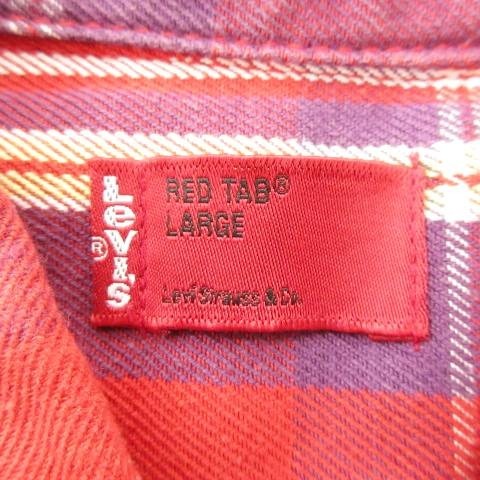 LEVI'S®
RED TAB®
LARGE
Levi Strauss & Co.